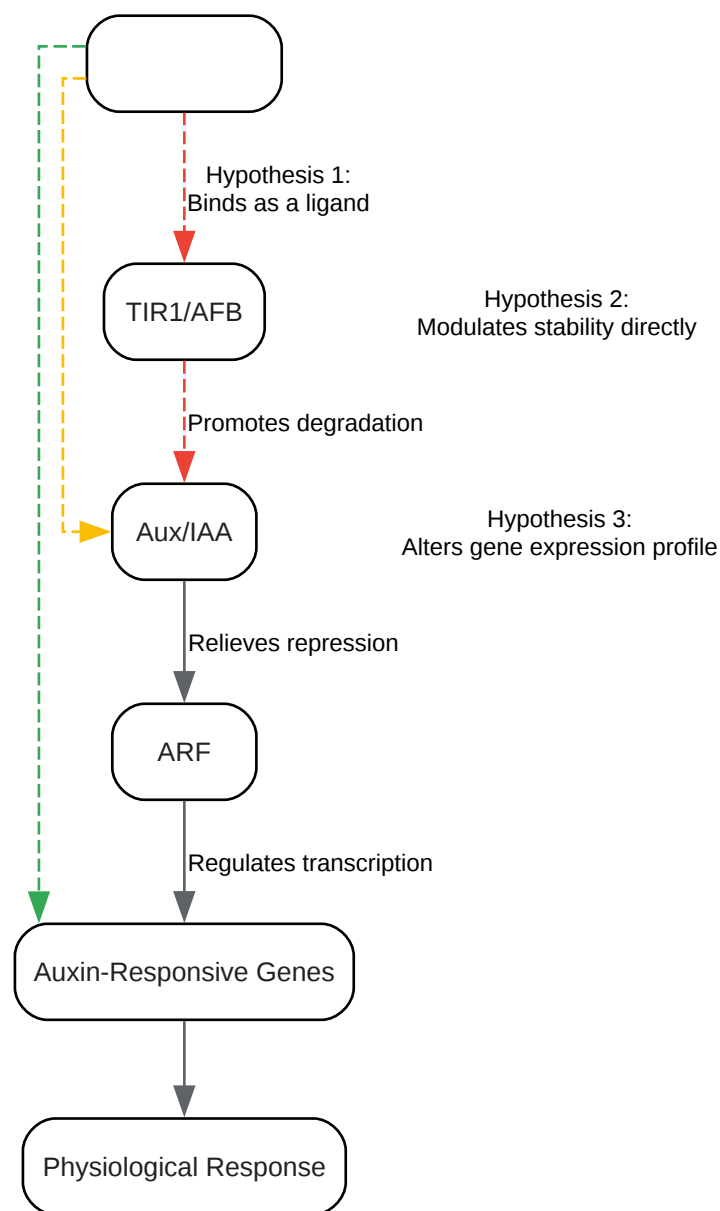 Hypothesis 1:
Binds as a ligand
TIR1/AFB
Hypothesis 2:
Modulates stability directly
Promotes degradation
Aux/IAA
Hypothesis 3:
Alters gene expression profile
Relieves repression
ARF
Regulates transcription
Auxin-Responsive Genes
Physiological Response